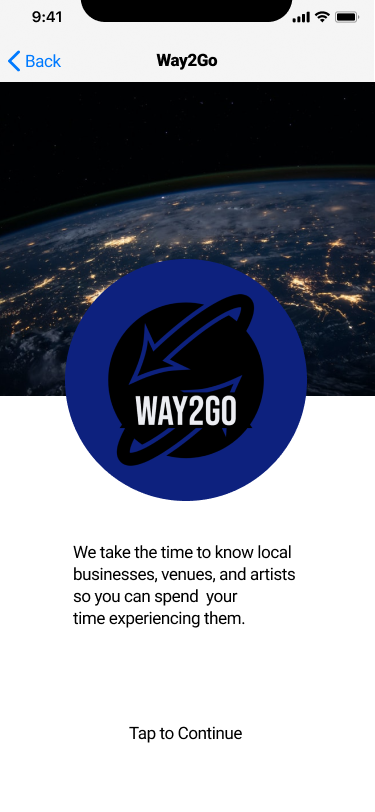 9:41
Back
Way2Go
WAY2GO
We take the time to know local
businesses, venues, and artists
so you can spend  your
time experiencing them.
Tap to Continue